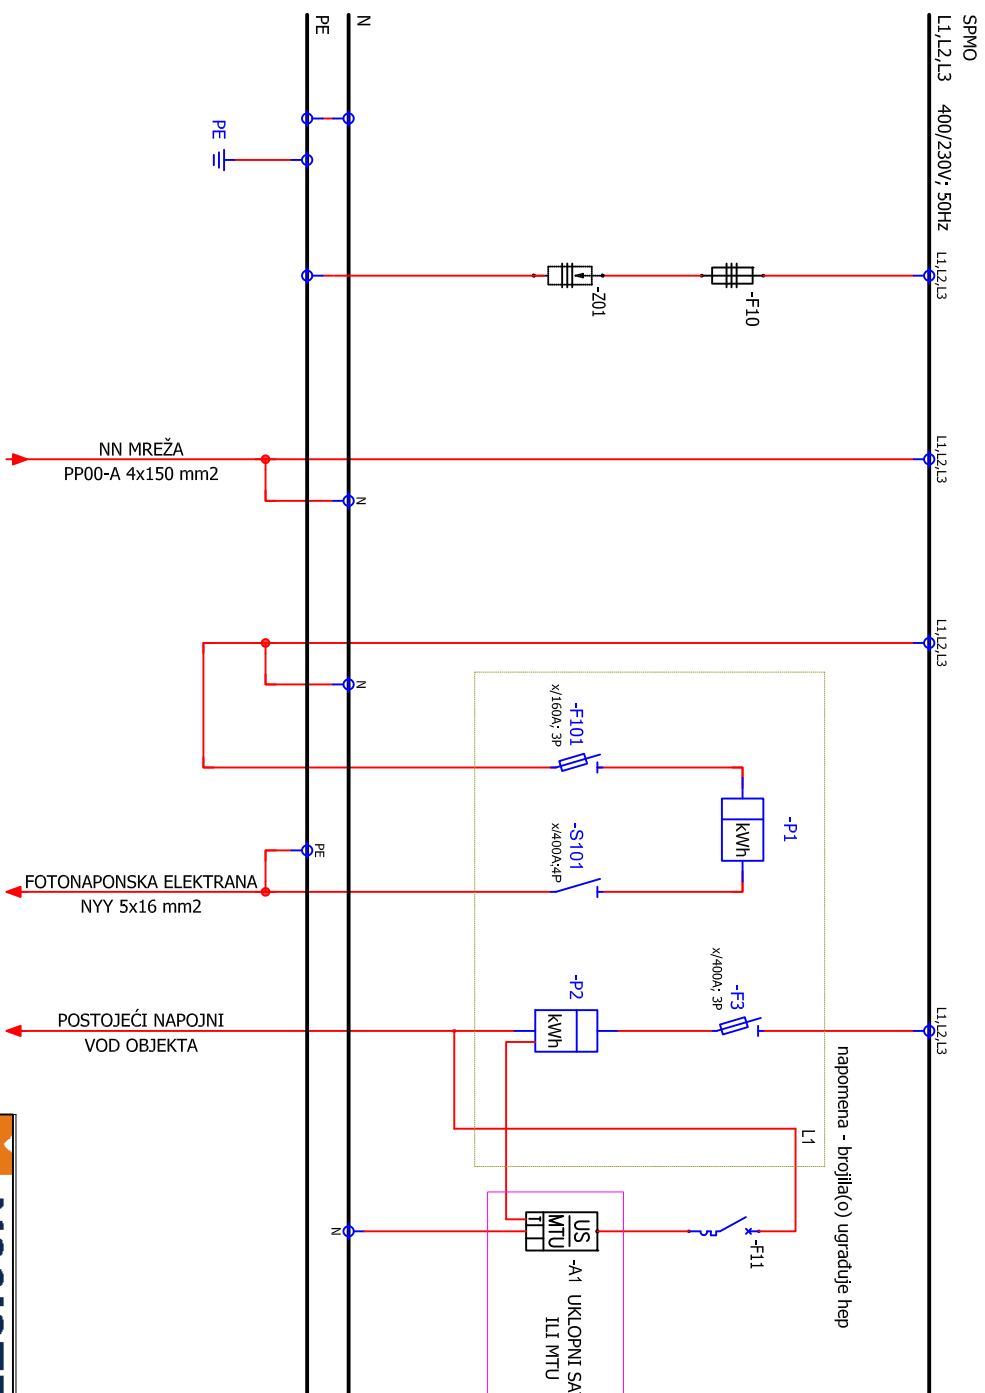 SPMO
L1,L2,L3 400/230V; 50Hz
N
PE
PE
L1,L2,L3
-F10
-Z01
L1,L2,L3
NN MREŽA
PP00-A 4x150 mm2
N
L1,L2,L3
N
-F101
x/160A; 3P
-P1
kWh
-S101
x/400A;4P
PE
FOTONAPONSKA ELEKTRANA
NYY 5x16 mm2
L1,L2,L3
-F3
x/400A; 3P
-P2
kWh
POSTOJEĆI NAPOJNI
VOD OBJEKTA
napomena - brojila(o) ugrađuje hep
L1
-F11
US
MTU
-A1 UKLOPNI SA
ILI MTU
N